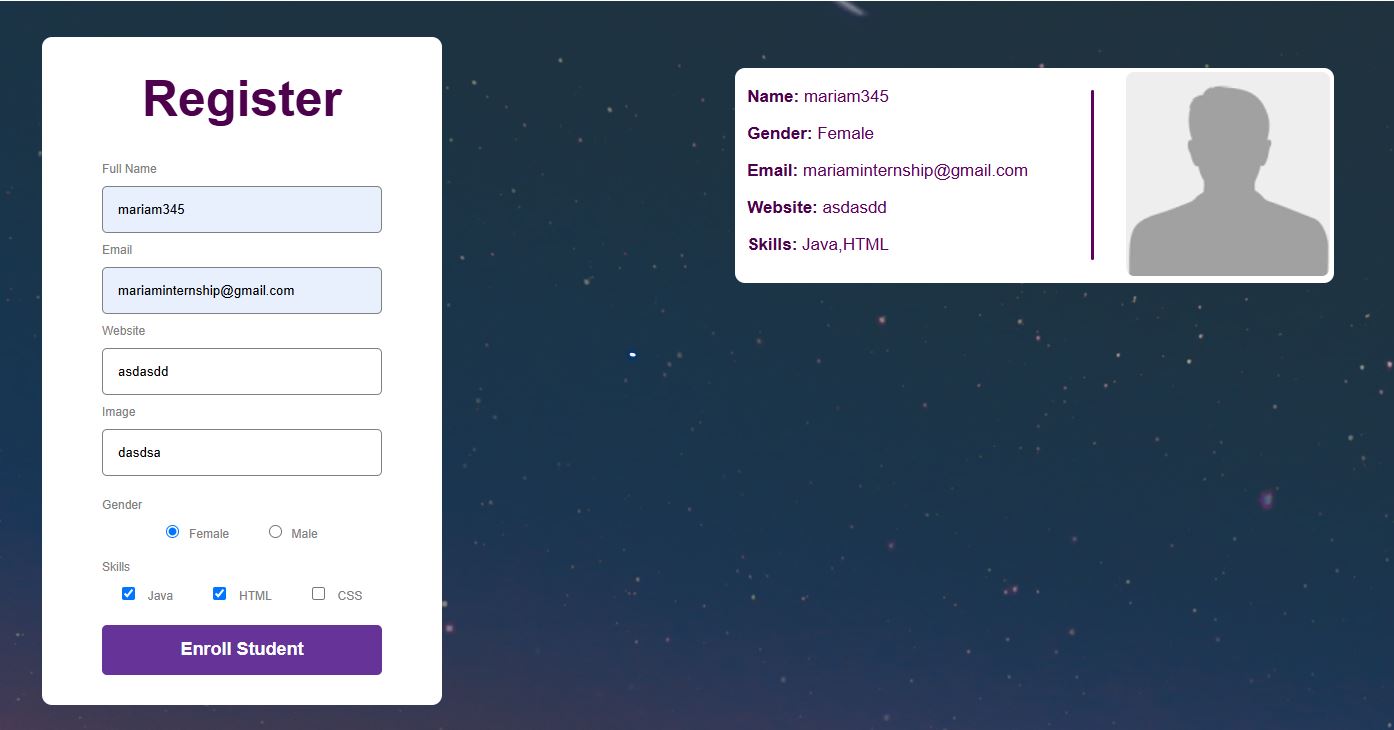 Register
Full Name
mariam345
Email
mariaminternship@gmail.com
Website
asdasdd
Image
dasdsa
Gender
Female Male
Skills
Java HTML CSS
Enroll Student
Name: mariam345
Gender: Female
Email: mariaminternship@gmail.com
Website: asdasdd
Skills: Java,HTML